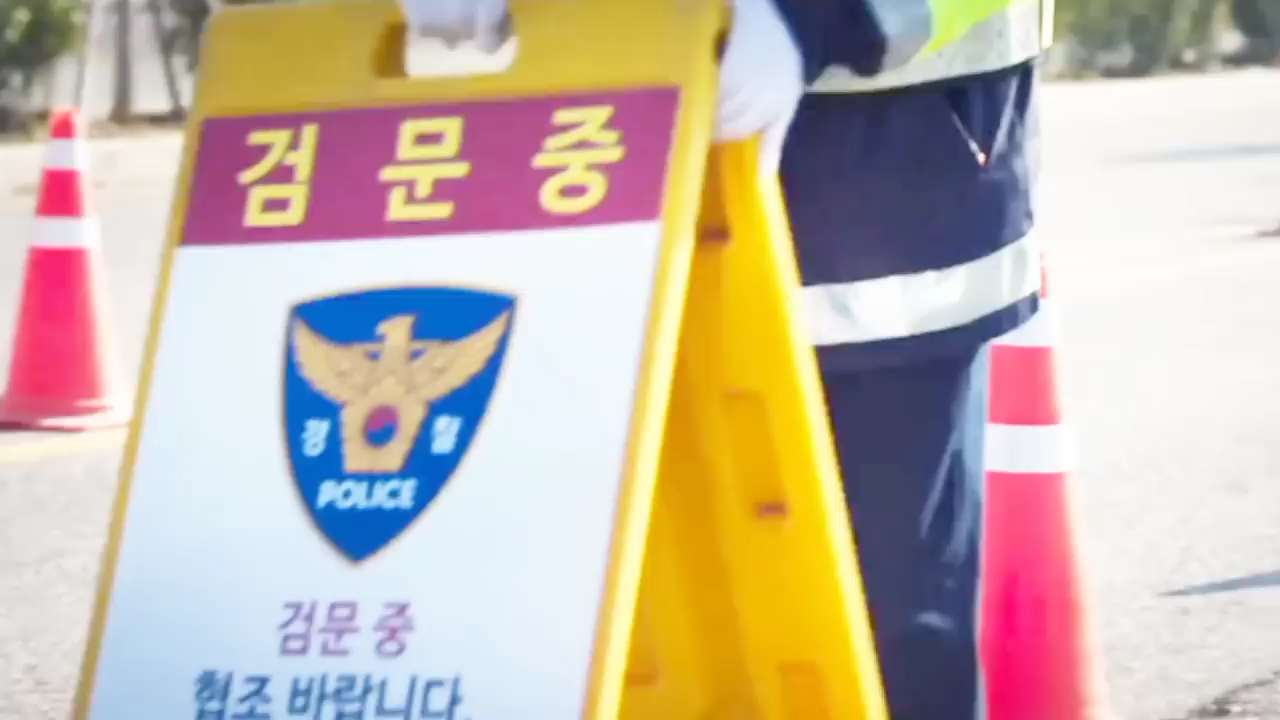 검 문 중
경 찰
POLICE
검문 중
협조 바랍니다.